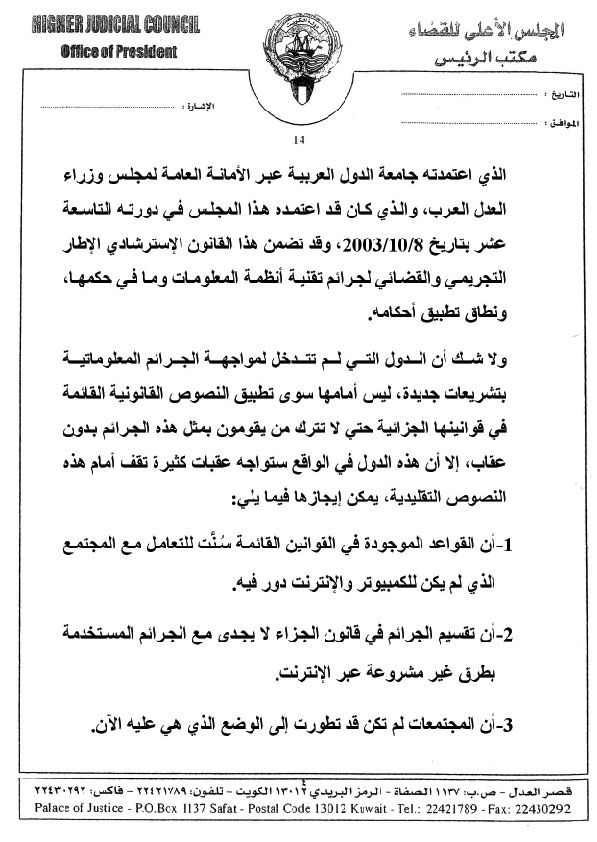 HIGHER JUDICIAL COUNCIL
Office of President
المجلس الأعلى للقضاء
مكتب الرئيس
التاريخ :
الموافق :
الإشارة :
14
الذي اعتمدته جامعة الدول العربية عبر الأمانة العامة لمجلس وزراء
العدل العرب، والذي كان قد اعتمده هذا المجلس في دورته التاسعة
عشر بتاريخ 2003/10/8، وقد تضمن هذا القانون الإسترشادي الإطار
التجريمي والقضائي لجرائم تقنية أنظمة المعلومات وما في حكمها،
ونطاق تطبيق أحكامه.
ولا شك أن الدول التي لم تتدخل لمواجهة الجرائم المعلوماتية
بتشريعات جديدة، ليس أمامها سوى تطبيق النصوص القانونية القائمة
في قوانينها الجزائية حتي لا تترك من يقومون بمثل هذه الجرائم بدون
عقاب، إلا أن هذه الدول في الواقع ستواجه عقبات كثيرة تقف أمام هذه
النصوص التقليدية، يمكن إيجازها فيما يلي:
1-أن القواعد الموجودة في القوانين القائمة سُنَّت للتعامل مع المجتمع
الذي لم يكن للكمبيوتر والإنترنت دور فيه.
2-أن تقسيم الجرائم في قانون الجزاء لا يجدى مع الجرائم المستخدمة
بطرق غير مشروعة عبر الإنترنت.
3-أن المجتمعات لم تكن قد تطورت إلى الوضع الذي هي عليه الآن.
قصر العدل - ص.ب: ١١٣٧ الصفاة - الرمز البريدي ١٣٠١٢ الكويت - تلفون: ٢٢٤٢١٧٨٩ - فاكس: ٢٢٤٣٠٢٩٢
Palace of Justice - P.O.Box 1137 Safat - Postal Code 13012 Kuwait - Tel.: 22421789 - Fax: 22430292